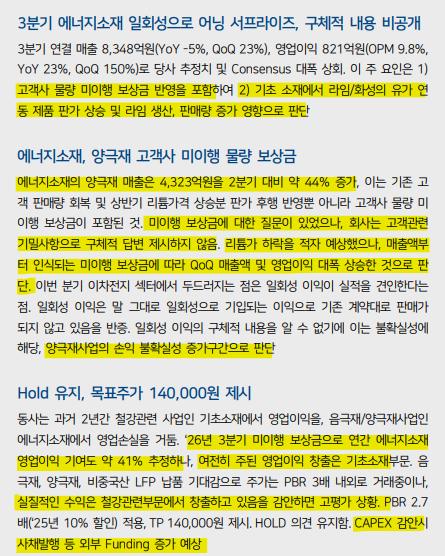 3분기 에너지소재 일회성으로 어닝 서프라이즈, 구체적 내용 비공개
3분기 연결 매출 8,348억원(YoY -5%, QoQ 23%), 영업이익 821억원(OPM 9.8%,
YoY 23%, QoQ 150%)로 당사 추정치 및 Consensus 대폭 상회. 이 주 요인은 1)
고객사 물량 미이행 보상금 반영을 포함하여 2) 기초 소재에서 라임/화성의 유가 연
동 제품 판가 상승 및 라임 생산, 판매량 증가 영향으로 판단
에너지소재, 양극재 고객사 미이행 물량 보상금
에너지소재의 양극재 매출은 4,323억원을 2분기 대비 약 44% 증가, 이는 기존 고
객 판매량 회복 및 상반기 리튬가격 상승분 판가 후행 반영뿐 아니라 고객사 물량 미
이행 보상금이 포함된 것. 미이행 보상금에 대한 질문이 있었으나, 회사는 고객관련
기밀사항으로 구체적 답변 제시하지 않음. 리튬가 하락을 적자 예상했으나, 매출액부
터 인식되는 미이행 보상금에 따라 QoQ 매출액 및 영업이익 대폭 상승한 것으로 판
단. 이번 분기 이차전지 섹터에서 두드러지는 점은 일회성 이익이 실적을 견인한다는
점. 일회성 이익은 말 그대로 일회성으로 기입되는 이익으로 기존 계약대로 판매가
되지 않고 있음을 반증. 일회성 이익의 구체적 내용을 알 수 없기에 이는 불확실성에
해당, 양극재사업의 손익 불확실성 증가구간으로 판단
Hold 유지, 목표주가 140,000원 제시
동사는 과거 2년간 철강관련 사업인 기초소재에서 영업이익을, 음극재/양극재사업인
에너지소재에서 영업손실을 거둠. '26년 3분기 미이행 보상금으로 연간 에너지소재
영업이익 기여도 약 41% 추정하나, 여전히 주된 영업이익 창출은 기초소재부문. 음
극재, 양극재, 비중국산 LFP 납품 기대감으로 주가는 PBR 3배 내외로 거래중이나,
실질적인 수익은 철강관련부문에서 창출하고 있음을 감안하면 고평가 상황. PBR 2.7
배('25년 10% 할인) 적용, TP 140,000원 제시. HOLD 의견 유지함. CAPEX 감안시
사채발행 등 외부 Funding 증가 예상